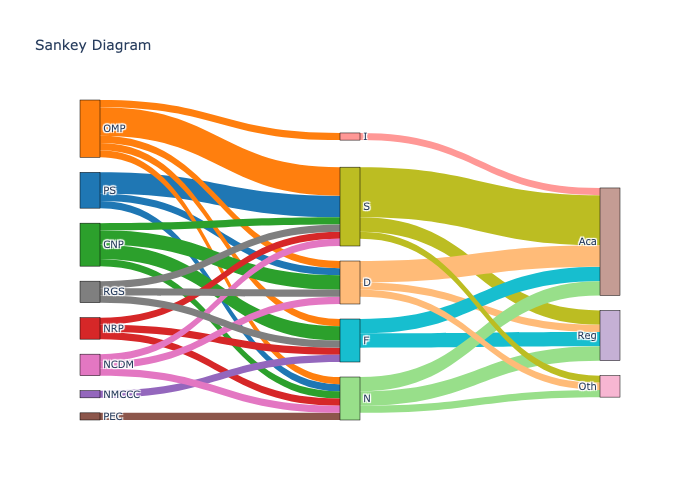 Sankey Diagram
OMP
PS
CNP
RGS
NRP
NCDM
NMCCC
PEC
I
S
D
F
N
Aca
Reg
Oth